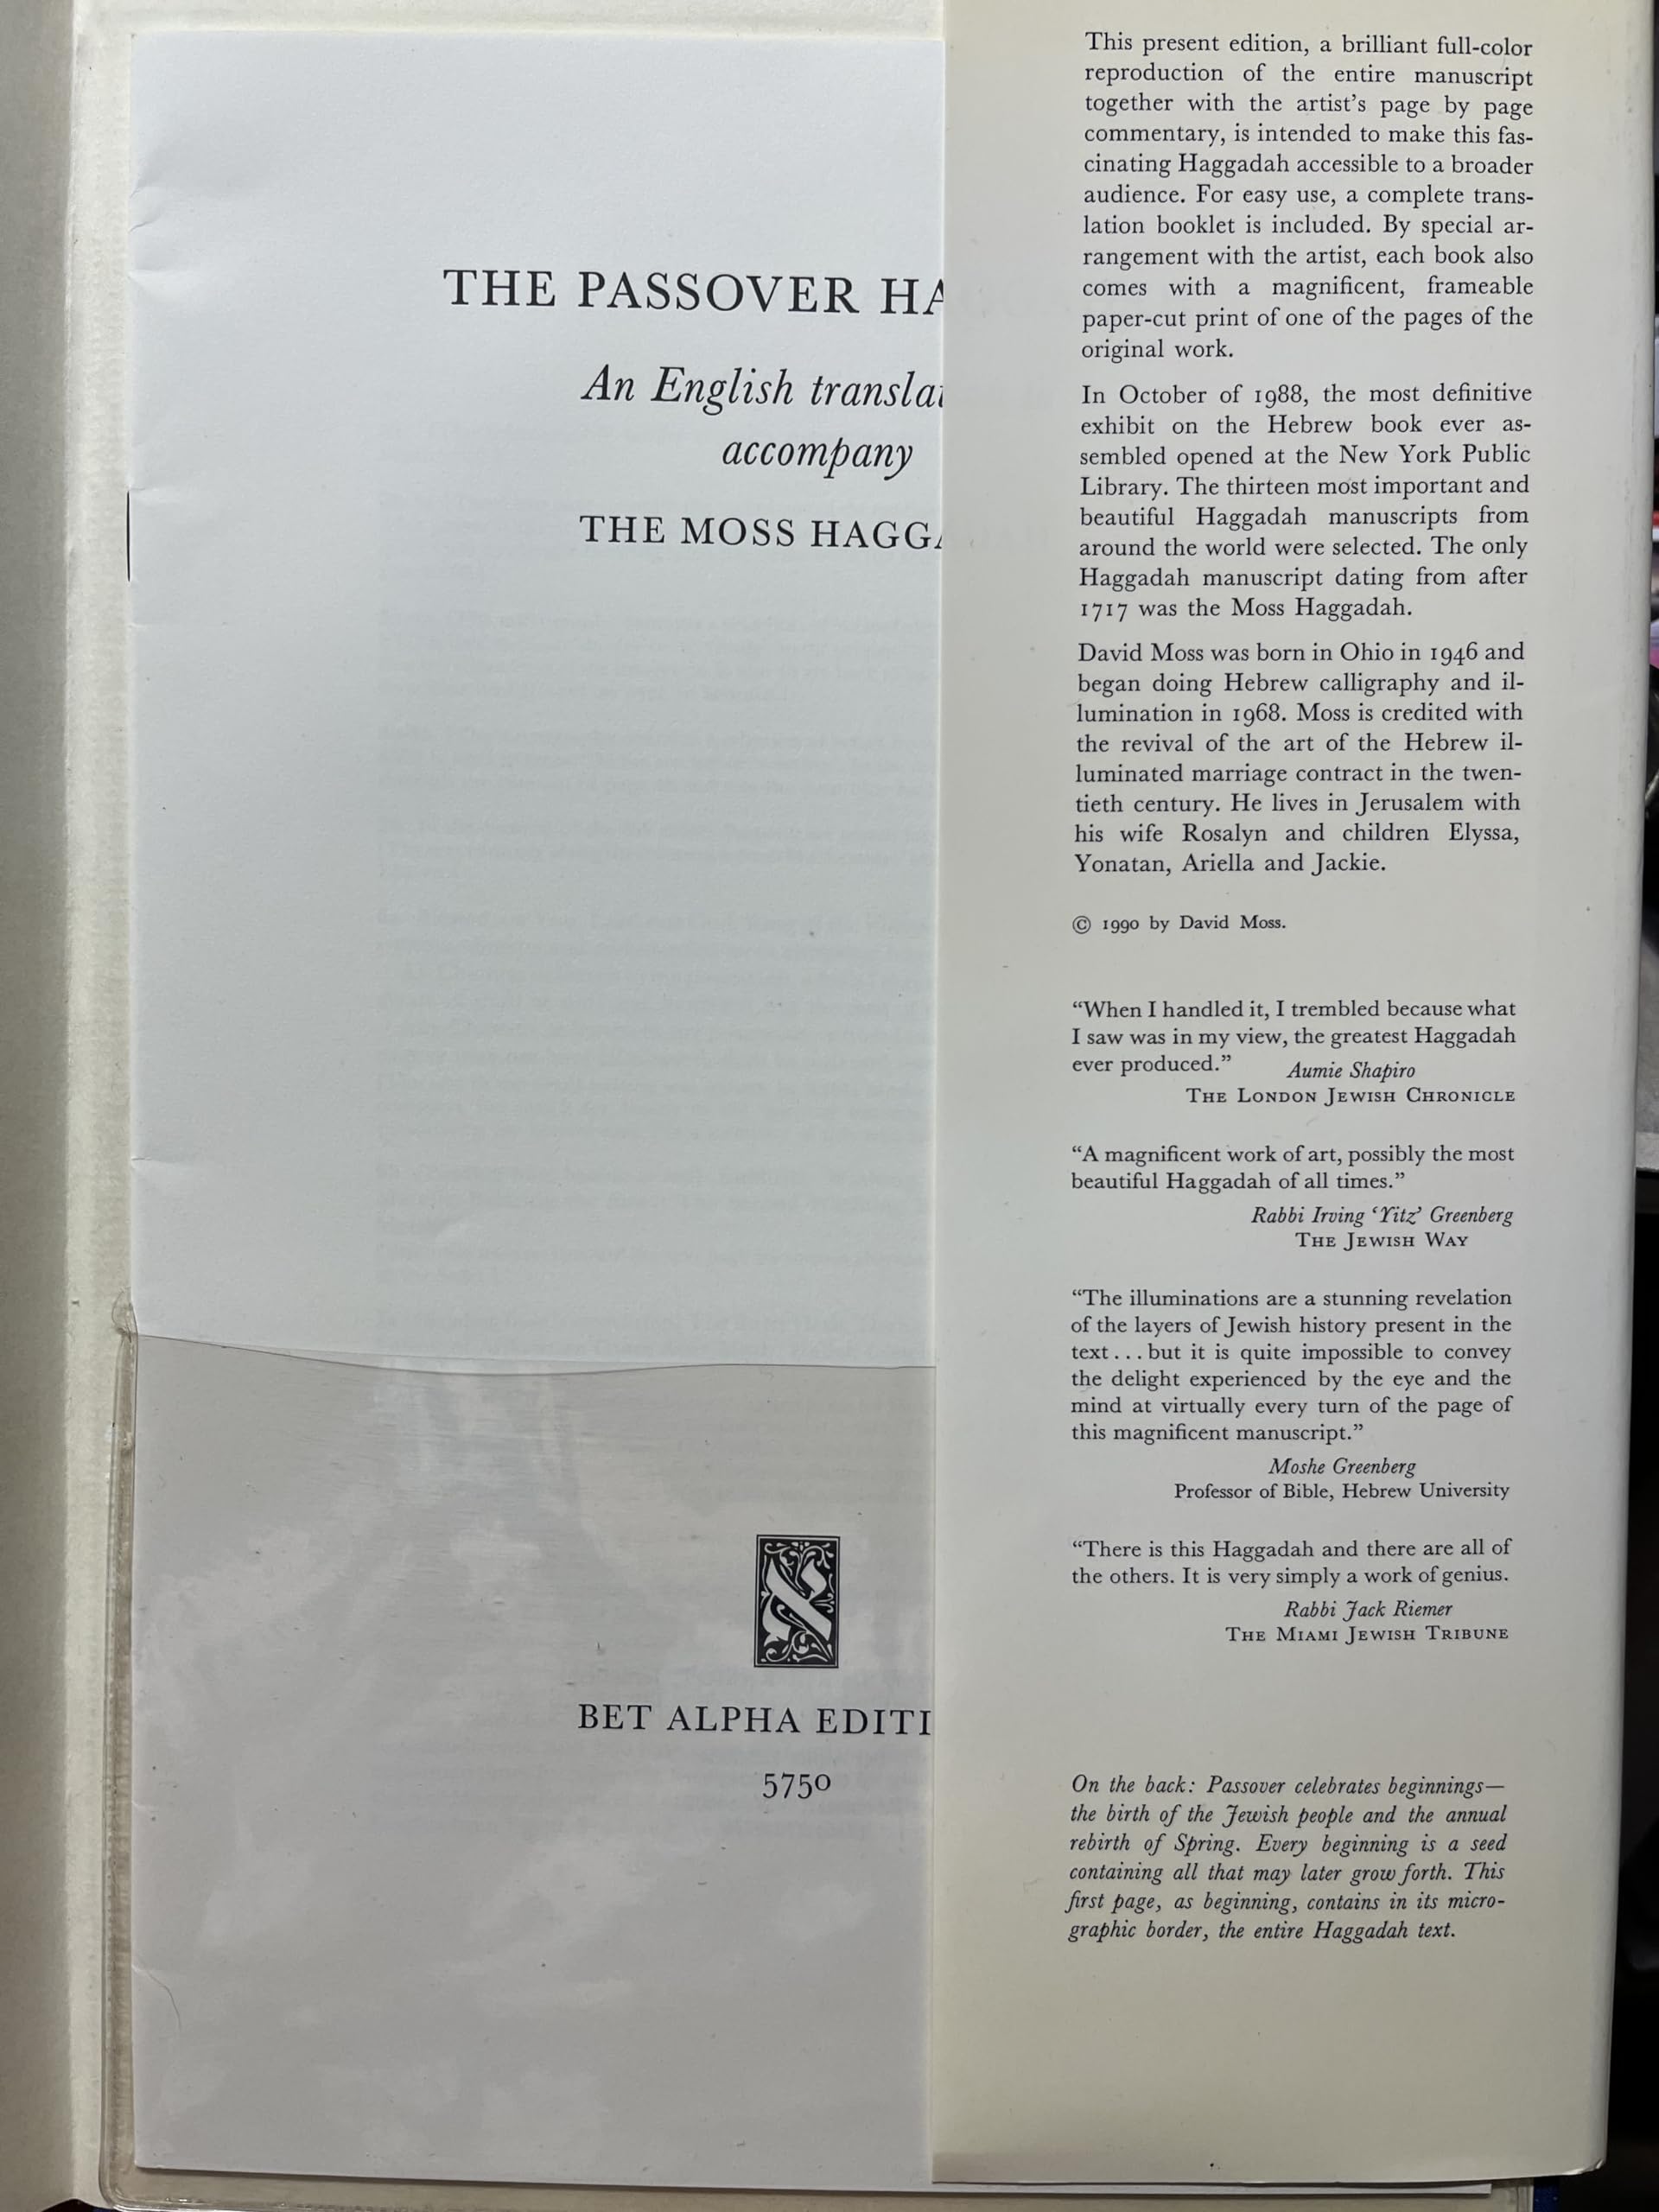 THE PASSOVER HA
An English transla
accompany
THE MOSS HAGGA
א
BET ALPHA EDITI
5750
This present edition, a brilliant full-color
reproduction of the entire manuscript
together with the artist's page by page
commentary, is intended to make this fas-
cinating Haggadah accessible to a broader
audience. For easy use, a complete trans-
lation booklet is included. By special ar-
rangement with the artist, each book also
comes with a magnificent, frameable
paper-cut print of one of the pages of the
original work.
In October of 1988, the most definitive
exhibit on the Hebrew book ever as-
sembled opened at the New York Public
Library. The thirteen most important and
beautiful Haggadah manuscripts from
around the world were selected. The only
Haggadah manuscript dating from after
1717 was the Moss Haggadah.
David Moss was born in Ohio in 1946 and
began doing Hebrew calligraphy and il-
lumination in 1968. Moss is credited with
the revival of the art of the Hebrew il-
luminated marriage contract in the twen-
tieth century. He lives in Jerusalem with
his wife Rosalyn and children Elyssa,
Yonatan, Ariella and Jackie.
© 1990 by David Moss.
“When I handled it, I trembled because what
I saw was in my view, the greatest Haggadah
ever produced.” Aumie Shapiro
THE LONDON JEWISH CHRONICLE
“A magnificent work of art, possibly the most
beautiful Haggadah of all times.”
Rabbi Irving ‘Yitz’ Greenberg
THE JEWISH WAY
“The illuminations are a stunning revelation
of the layers of Jewish history present in the
text . . . but it is quite impossible to convey
the delight experienced by the eye and the
mind at virtually every turn of the page of
this magnificent manuscript.”
Moshe Greenberg
Professor of Bible, Hebrew University
“There is this Haggadah and there are all of
the others. It is very simply a work of genius.
Rabbi Jack Riemer
THE MIAMI JEWISH TRIBUNE
On the back: Passover celebrates beginnings—
the birth of the Jewish people and the annual
rebirth of Spring. Every beginning is a seed
containing all that may later grow forth. This
first page, as beginning, contains in its micro-
graphic border, the entire Haggadah text.